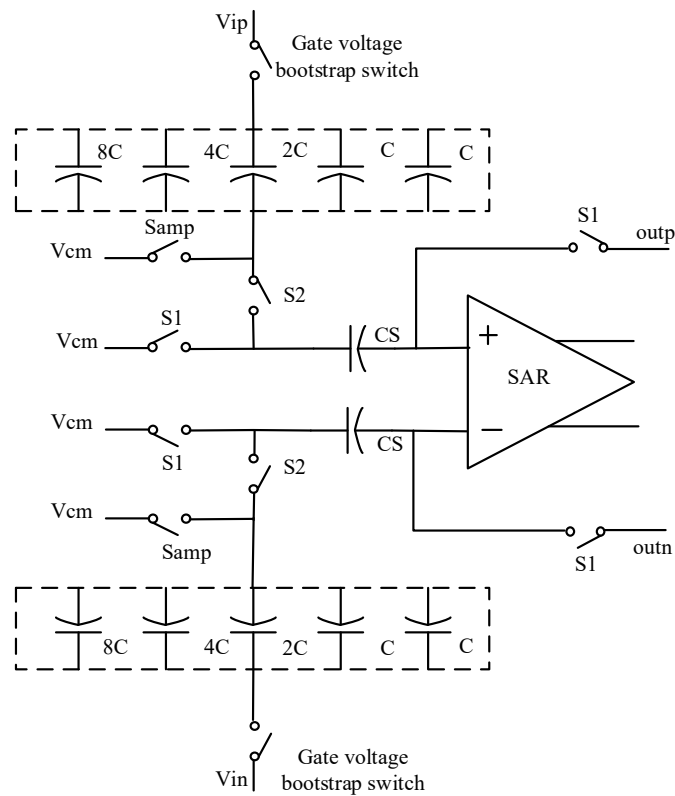 Vip
Gate voltage
bootstrap switch
8C 4C 2C C C
Samp
Vcm
S1
outp
S2
S1
Vcm
CS
+
SAR
Vcm
CS
−
S1
S2
Vcm
Samp
outn
S1
8C 4C 2C C C
Gate voltage
bootstrap switch
Vin